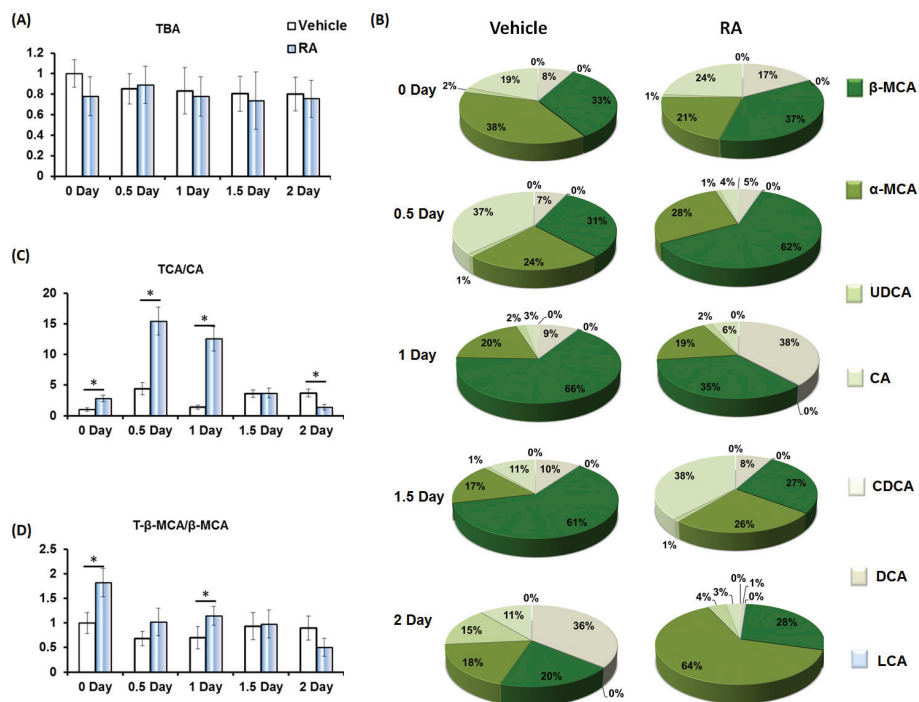 (A)
TBA
Vehicle
RA
1.2
1
0.8
0.6
0.4
0.2
0
0 Day 0.5 Day 1 Day 1.5 Day 2 Day
(C)
TCA/CA
20
15
10
5
0
* * * *
0 Day 0.5 Day 1 Day 1.5 Day 2 Day
(D)
T-β-MCA/β-MCA
2.5
2
1.5
1
0.5
0
* *
0 Day 0.5 Day 1 Day 1.5 Day 2 Day
(B)
Vehicle RA
0 Day
0% 8% 0% 33% 38% 2% 19%
0% 17% 0% 37% 21% 1% 24%
0.5 Day
0% 7% 0% 31% 24% 1% 37%
1% 4% 5% 0% 62% 28%
1 Day
2% 3% 0% 9% 0% 66% 20%
2% 6% 0% 38% 0% 35% 19%
1.5 Day
1% 11% 0% 10% 0% 61% 17%
0% 8% 0% 27% 26% 1% 38%
2 Day
11% 0% 36% 0% 20% 18% 15%
4% 3% 0% 1% 0% 28% 64%
β-MCA
α-MCA
UDCA
CA
CDCA
DCA
LCA